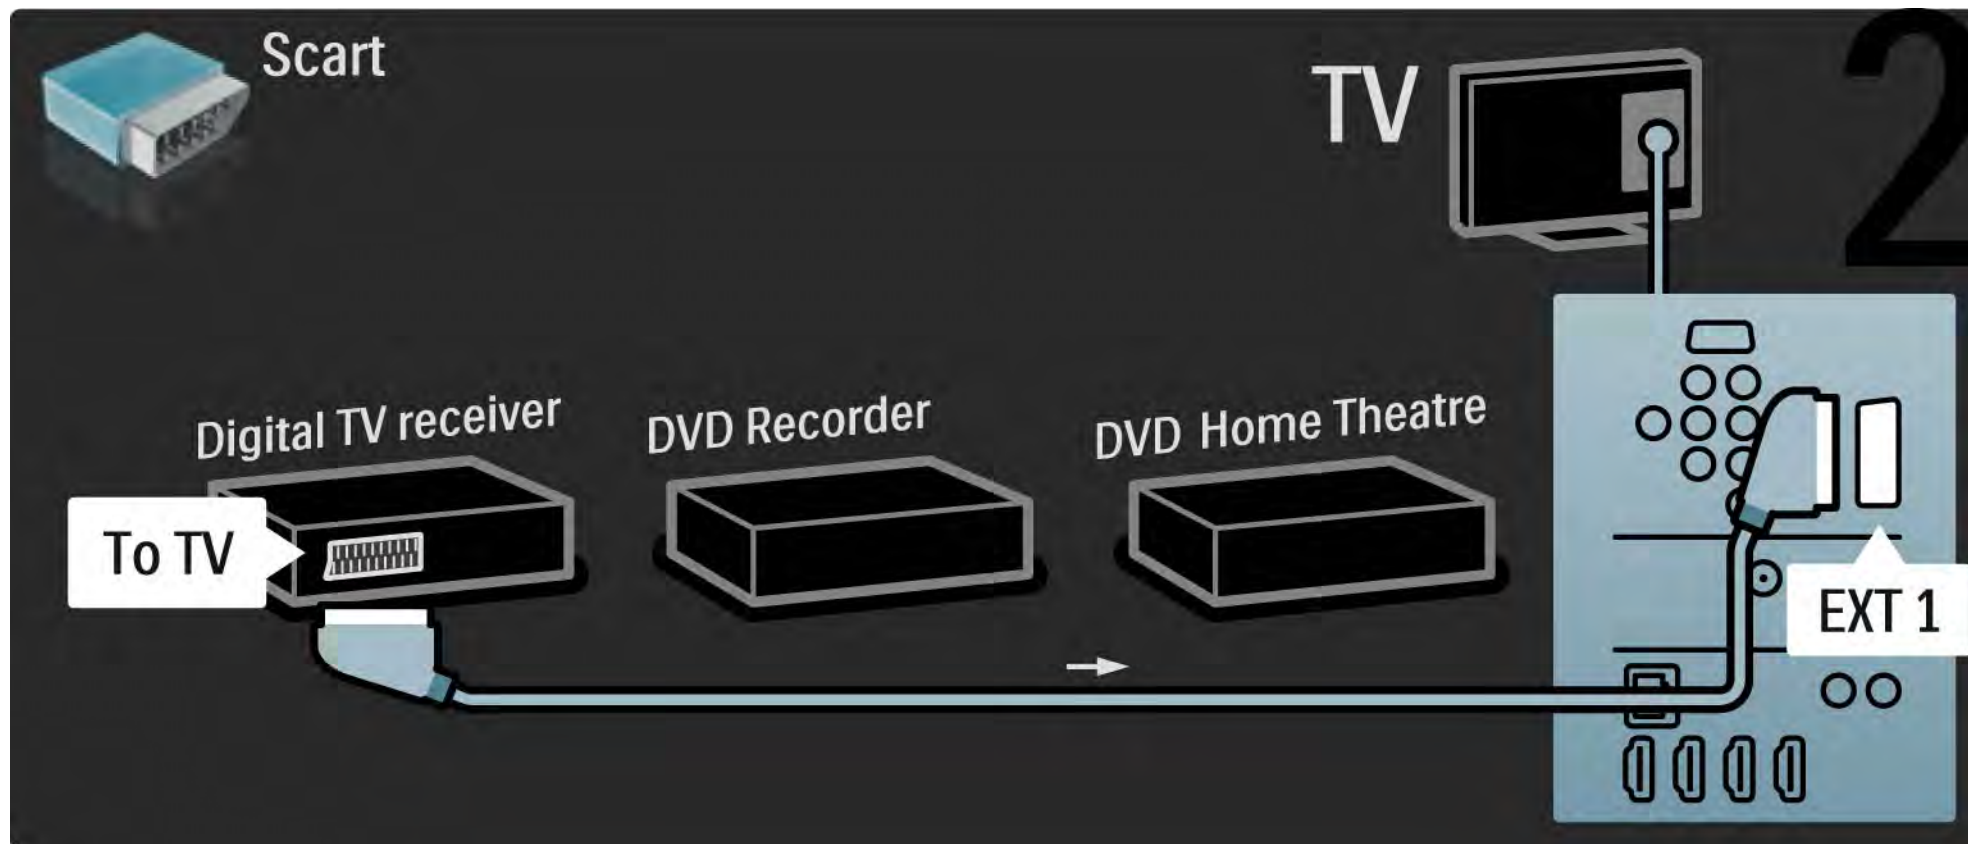 Scart
TV
2
Digital TV receiver
DVD Recorder
DVD Home Theatre
To TV
EXT 1